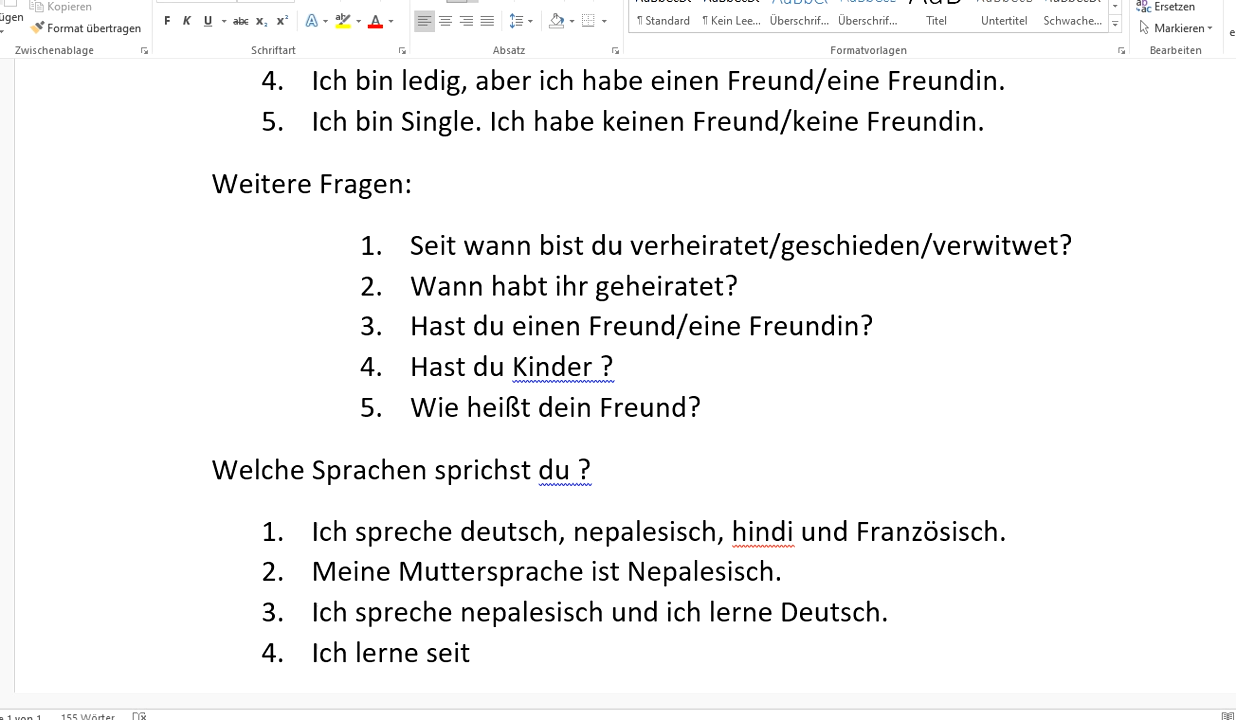 ügen
Kopieren
Format übertragen
F K U abc x₂ x² A aby A
Ersetzen
Markieren
¶ Standard ¶ Kein Lee... Überschrif... Überschrif... Titel Untertitel Schwache...
Zwischenablage Schriftart Absatz Formatvorlagen Bearbeiten
4. Ich bin ledig, aber ich habe einen Freund/eine Freundin.
5. Ich bin Single. Ich habe keinen Freund/keine Freundin.
Weitere Fragen:
1. Seit wann bist du verheiratet/geschieden/verwitwet?
2. Wann habt ihr geheiratet?
3. Hast du einen Freund/eine Freundin?
4. Hast du Kinder ?
5. Wie heißt dein Freund?
Welche Sprachen sprichst du ?
1. Ich spreche deutsch, nepalesisch, hindi und Französisch.
2. Meine Muttersprache ist Nepalesisch.
3. Ich spreche nepalesisch und ich lerne Deutsch.
4. Ich lerne seit
e 1 von 1 155 Wörter